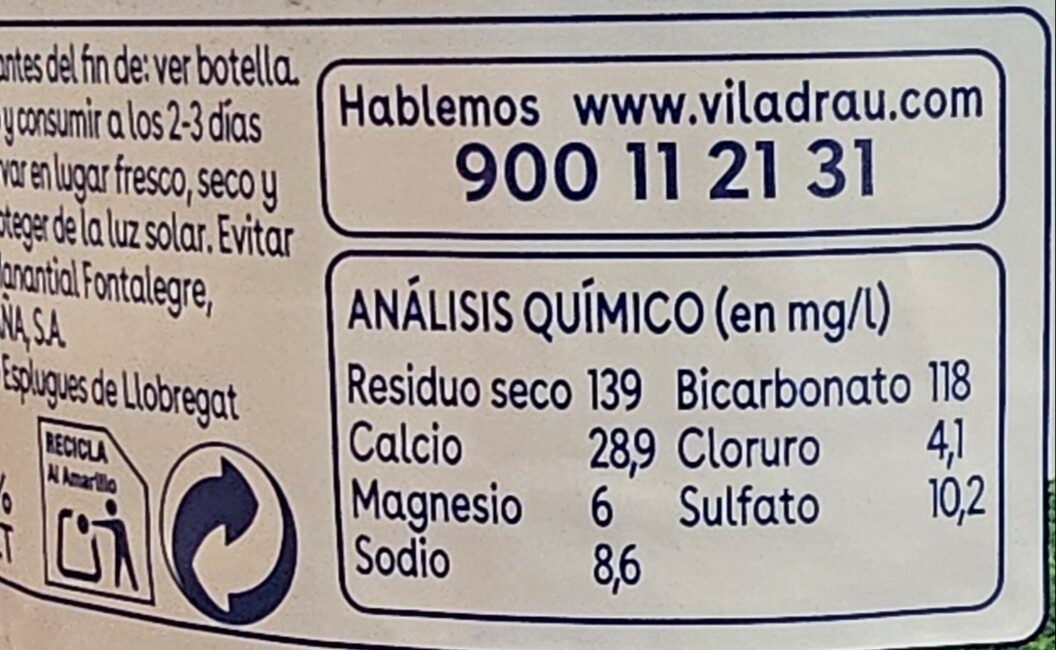 antes del fin de: ver botella.
y consumir a los 2-3 días
var en lugar fresco, seco y
oteger de la luz solar. Evitar
Manantial Fontalegre,
ÑA, S.A.
Esplugues de Llobregat
RECICLA
Al Amarillo
%
ET
Hablemos www.viladrau.com
900 11 21 31
ANÁLISIS QUÍMICO (en mg/l)
Residuo seco 139 Bicarbonato 118
Calcio 28,9 Cloruro 4,1
Magnesio 6 Sulfato 10,2
Sodio 8,6